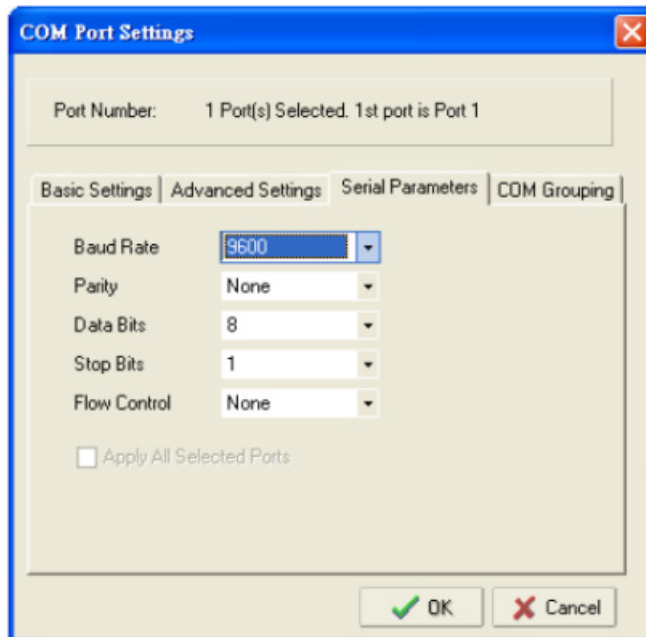 COM Port Settings
Port Number: 1 Port(s) Selected. 1st port is Port 1
Basic Settings Advanced Settings Serial Parameters COM Grouping
Baud Rate 9600
Parity None
Data Bits 8
Stop Bits 1
Flow Control None
Apply All Selected Ports
OK Cancel